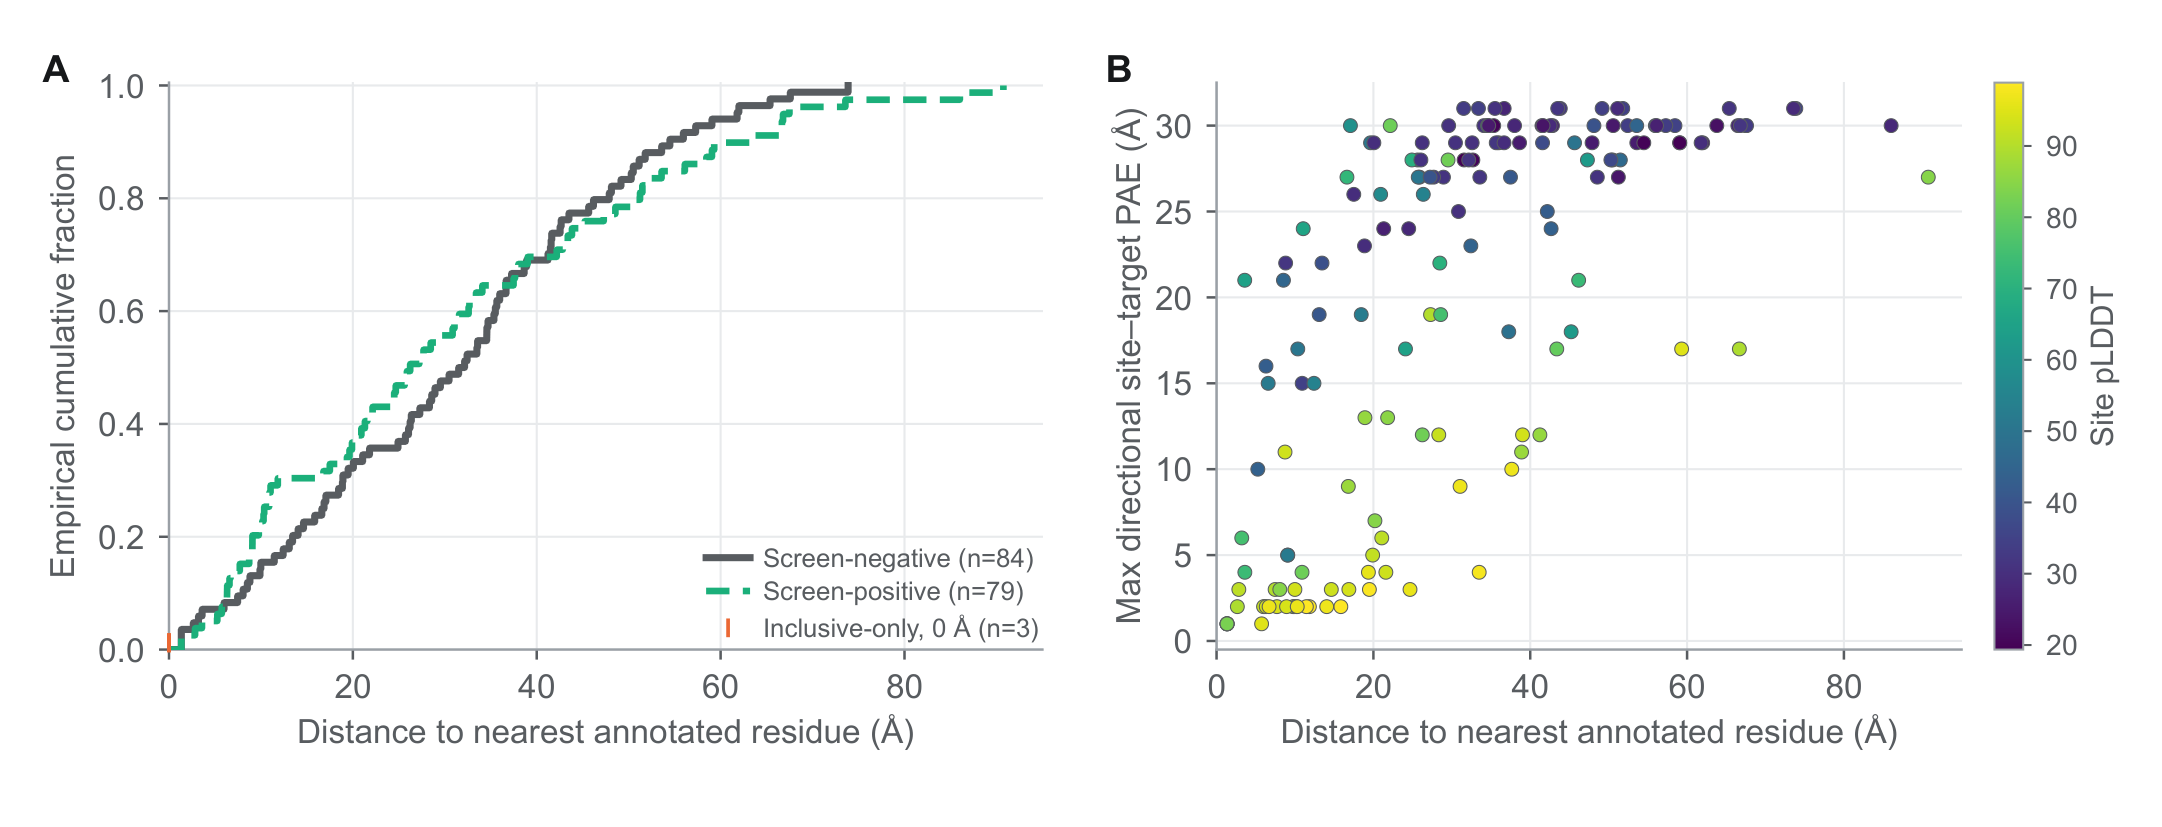 A
1.0
0.8
0.6
0.4
0.2
0.0
Empirical cumulative fraction
Screen-negative (n=84)
Screen-positive (n=79)
Inclusive-only, 0 Å (n=3)
0 20 40 60 80
Distance to nearest annotated residue (Å)
B
30
25
20
15
10
5
0
Max directional site–target PAE (Å)
0 20 40 60 80
Distance to nearest annotated residue (Å)
90
80
70
60
50
40
30
20
Site pLDDT